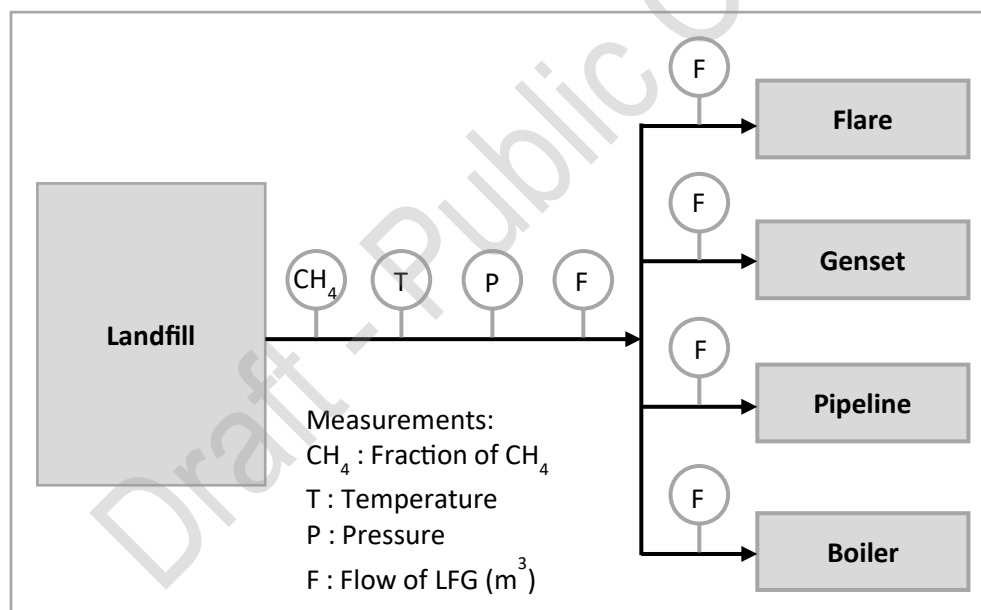 F
Flare
F
Genset
CH₄ T P F
Landfill
F
Pipeline
Measurements:
CH₄ : Fraction of CH₄
T : Temperature
P : Pressure
F : Flow of LFG (m³)
F
Boiler
Draft - Public